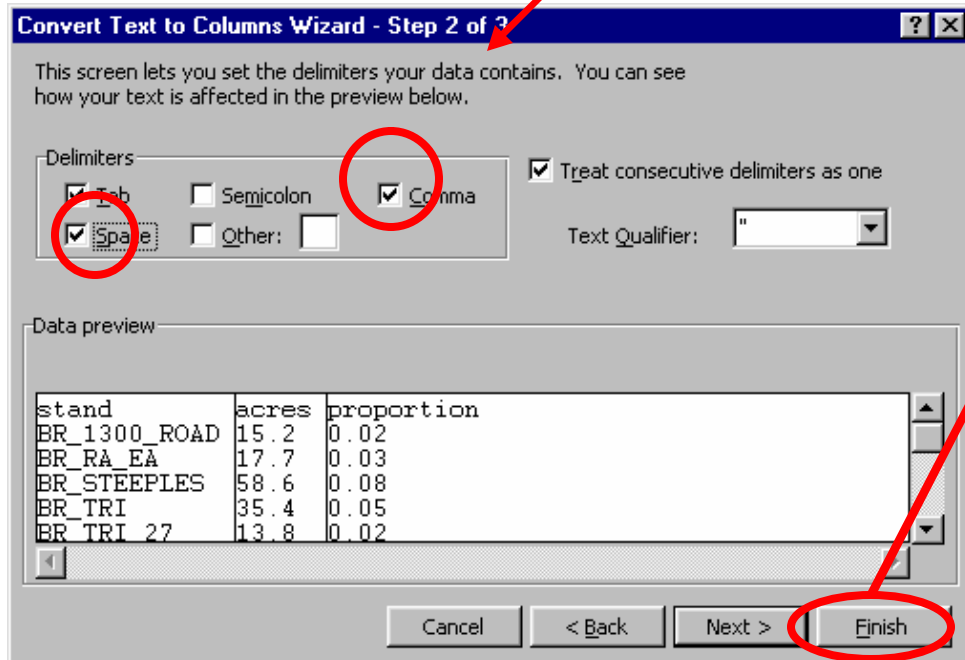 Convert Text to Columns Wizard - Step 2 of 3
This screen lets you set the delimiters your data contains. You can see
how your text is affected in the preview below.
Delimiters
Tab Semicolon Comma
Space Other:
Treat consecutive delimiters as one
Text Qualifier: "
Data preview
stand acres proportion
BR_1300_ROAD 15.2 0.02
BR_RA_EA 17.7 0.03
BR_STEEPLES 58.6 0.08
BR_TRI 35.4 0.05
BR_TRI_27 13.8 0.02
Cancel < Back Next > Finish